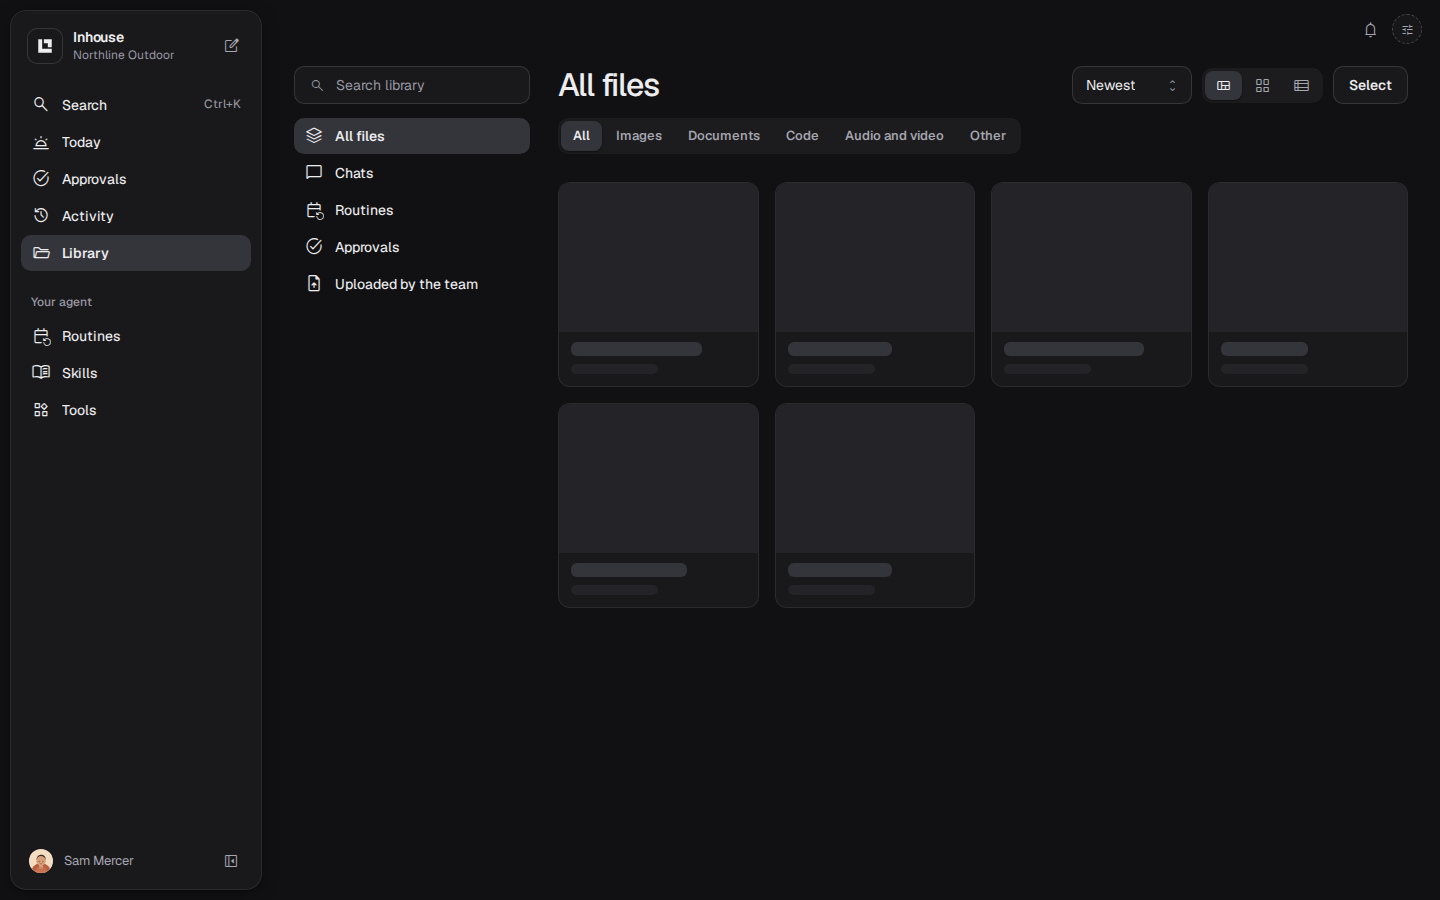 Inhouse
Northline Outdoor
Search Ctrl+K
Today
Approvals
Activity
Library
Your agent
Routines
Skills
Tools
Sam Mercer
Search library
All files
Chats
Routines
Approvals
Uploaded by the team
All files
Newest
Select
All Images Documents Code Audio and video Other